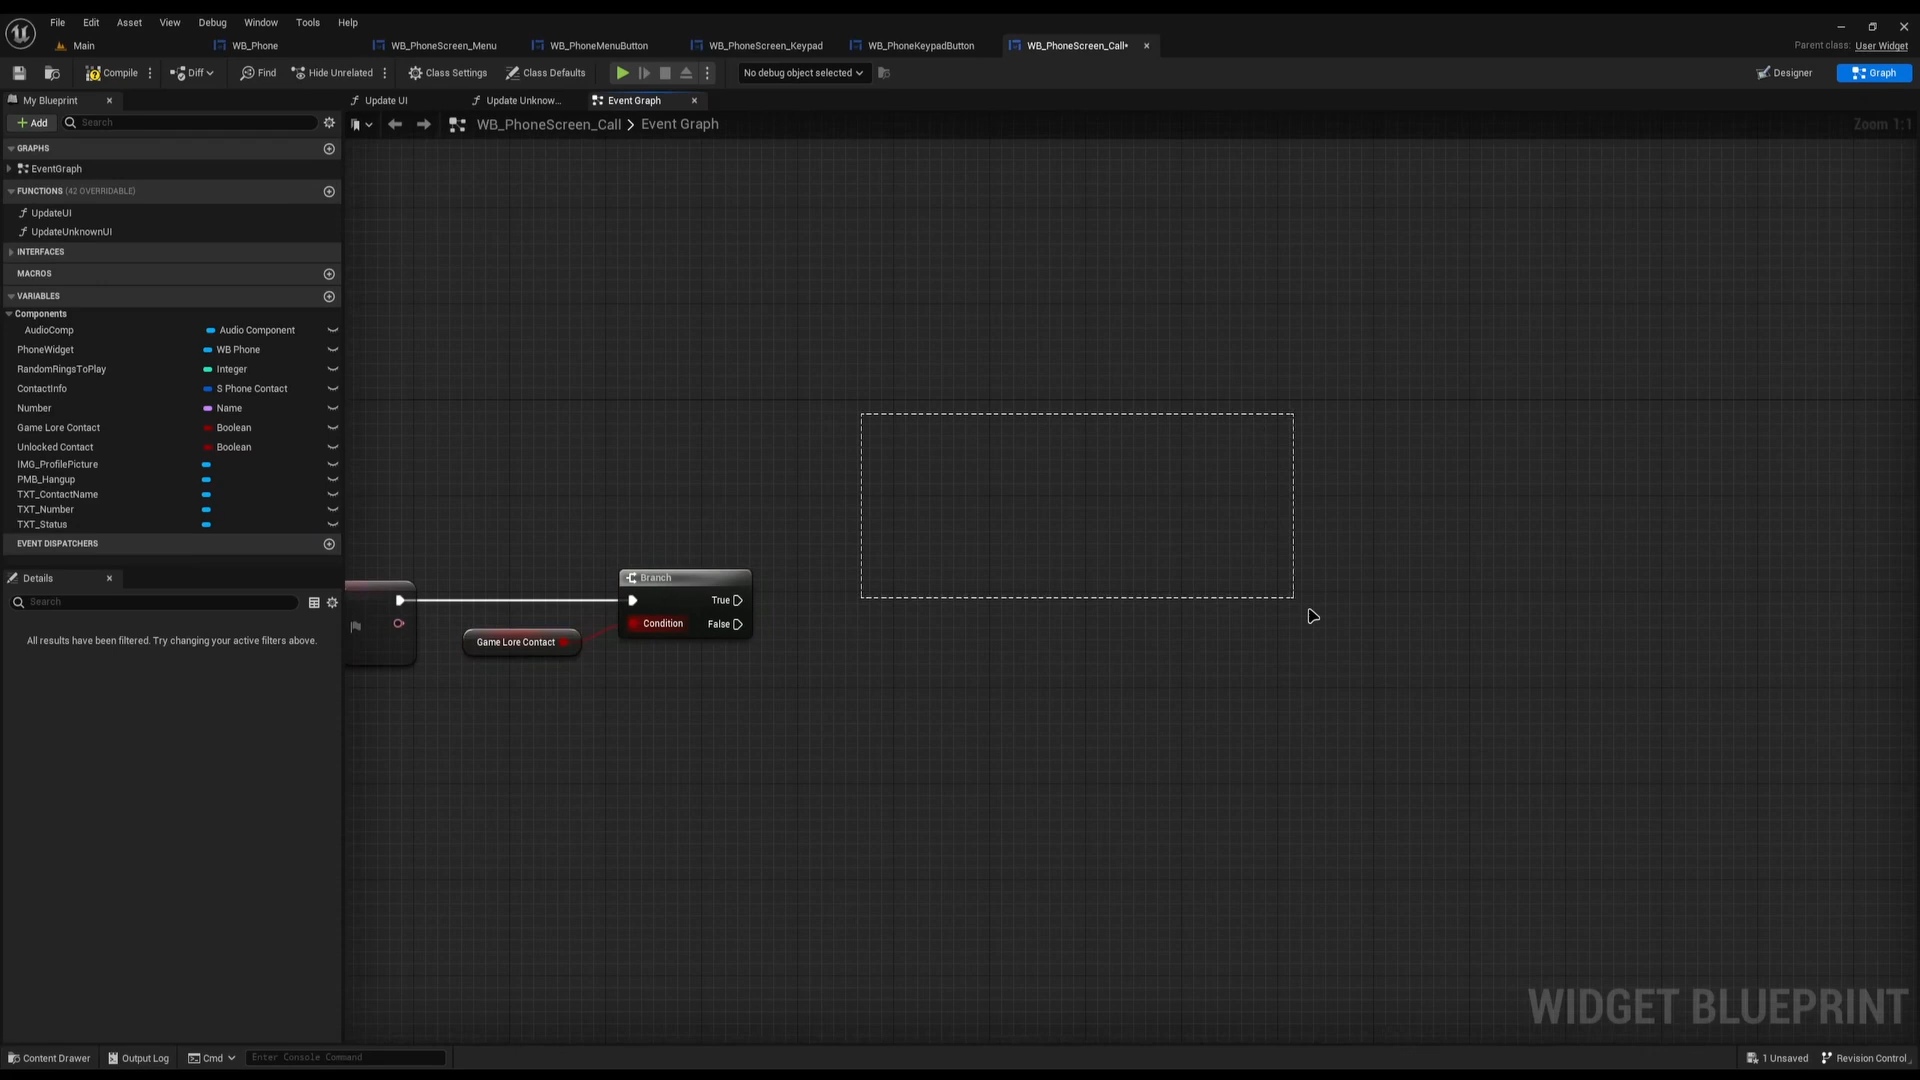 File Edit Asset View Debug Window Tools Help
Main WB_Phone WB_PhoneScreen_Menu WB_PhoneMenuButton WB_PhoneScreen_Keypad WB_PhoneKeypadButton WB_PhoneScreen_Call• Parent class: User Widget
Compile Diff Find Hide Unrelated Class Settings Class Defaults No debug object selected Designer Graph
My Blueprint Update UI Update Unknow... Event Graph
Add Search WB_PhoneScreen_Call > Event Graph Zoom 1:1
GRAPHS
EventGraph
FUNCTIONS (42 OVERRIDABLE)
UpdateUI
UpdateUnknownUI
INTERFACES
MACROS
VARIABLES
Components
AudioComp Audio Component
PhoneWidget WB Phone
RandomRingsToPlay Integer
ContactInfo S Phone Contact
Number Name
Game Lore Contact Boolean
Unlocked Contact Boolean
IMG_ProfilePicture
PMB_Hangup
TXT_ContactName
TXT_Number
TXT_Status
EVENT DISPATCHERS
Details
Search
All results have been filtered. Try changing your active filters above.
Branch
True
Condition False
Game Lore Contact
WIDGET BLUEPRINT
Content Drawer Output Log Cmd Enter Console Command 1 Unsaved Revision Control